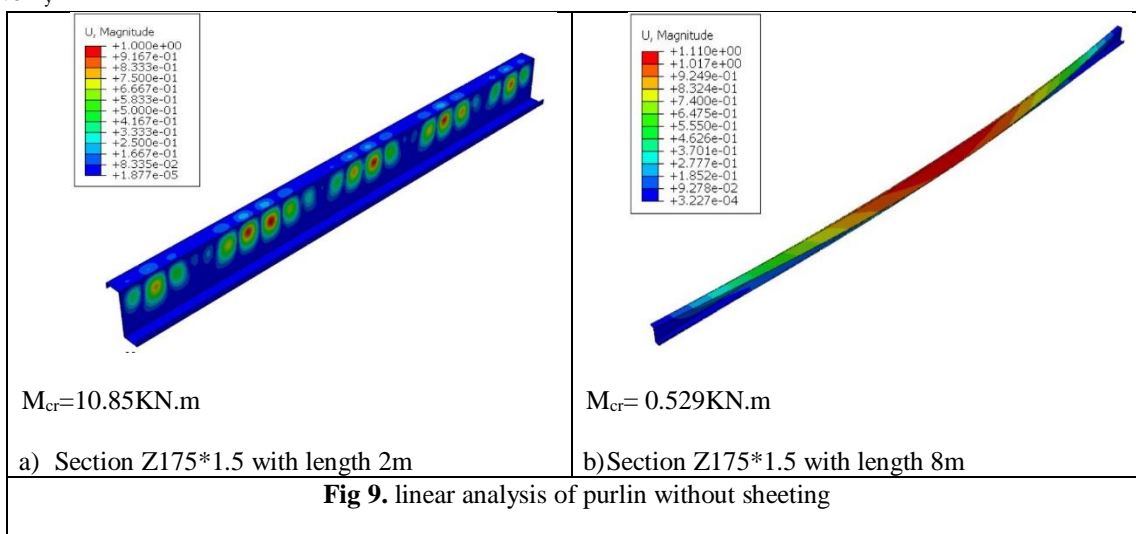 U, Magnitude
+1.000e+00
+9.167e-01
+8.333e-01
+7.500e-01
+6.667e-01
+5.833e-01
+5.000e-01
+4.167e-01
+3.333e-01
+2.500e-01
+1.667e-01
+8.335e-02
+1.877e-05
Mcr=10.85KN.m
a) Section Z175*1.5 with length 2m
U, Magnitude
+1.110e+00
+1.017e+00
+9.249e-01
+8.324e-01
+7.400e-01
+6.475e-01
+5.550e-01
+4.626e-01
+3.701e-01
+2.777e-01
+1.852e-01
+9.278e-02
+3.227e-04
Mcr= 0.529KN.m
b)Section Z175*1.5 with length 8m
Fig 9. linear analysis of purlin without sheeting